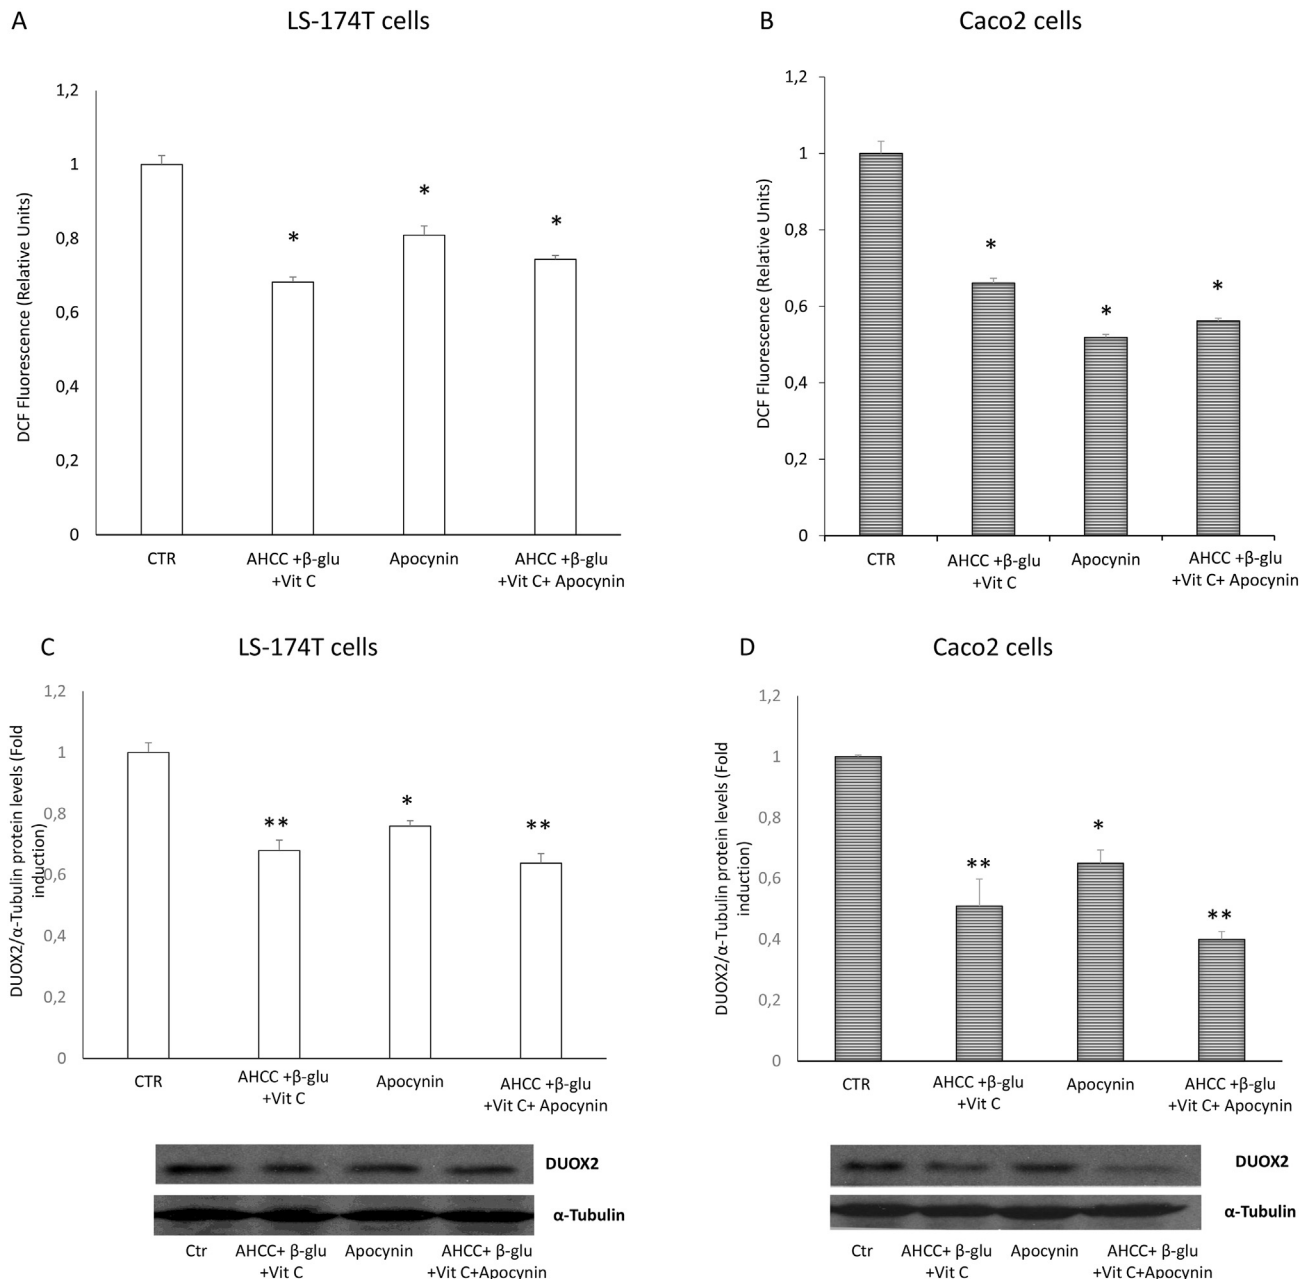 A
LS-174T cells
DCF Fluorescence (Relative Units)
1,2
1
0,8
0,6
0,4
0,2
0
*
*
*
CTR
AHCC +β-glu
+Vit C
Apocynin
AHCC +β-glu
+Vit C+ Apocynin
B
Caco2 cells
DCF Fluorescence (Relative Units)
1,2
1
0,8
0,6
0,4
0,2
0
*
*
*
CTR
AHCC +β-glu
+Vit C
Apocynin
AHCC +β-glu
+Vit C+ Apocynin
C
LS-174T cells
DUOX2/α-Tubulin protein levels (Fold
induction)
1,2
1
0,8
0,6
0,4
0,2
0
**
*
**
CTR
AHCC +β-glu
+Vit C
Apocynin
AHCC +β-glu
+Vit C+ Apocynin
DUOX2
α-Tubulin
Ctr
AHCC+ β-glu
+Vit C
Apocynin
AHCC+ β-glu
+Vit C+Apocynin
D
Caco2 cells
DUOX2/α-Tubulin protein levels (Fold
induction)
1,2
1
0,8
0,6
0,4
0,2
0
**
*
**
CTR
AHCC +β-glu
+Vit C
Apocynin
AHCC +β-glu
+Vit C+ Apocynin
DUOX2
α-Tubulin
Ctr
AHCC+ β-glu
+Vit C
Apocynin
AHCC+ β-glu
+Vit C+Apocynin